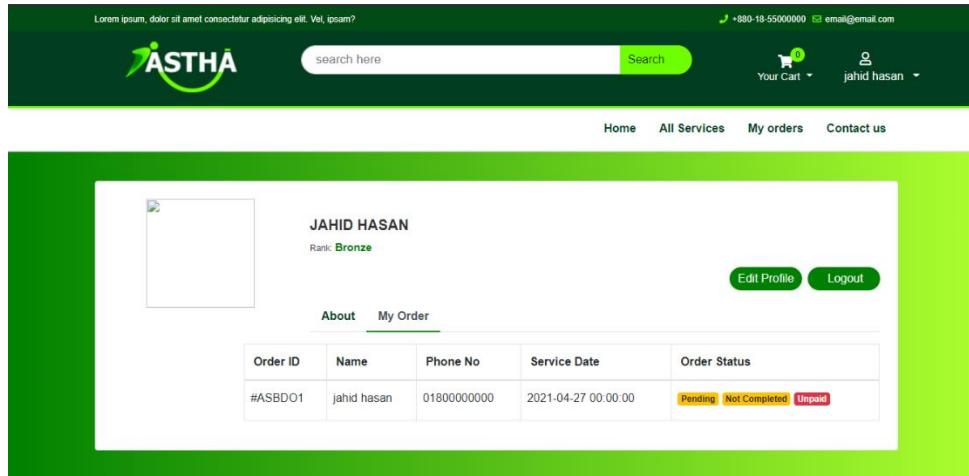 Lorem ipsum, dolor sit amet consectetur adipisicing elit. Vel, ipsam? +880-18-55000000 email@email.com
ASTHĀ search here Search 0 Your Cart jahid hasan
Home All Services My orders Contact us
JAHID HASAN
Rank: Bronze
Edit Profile Logout
About My Order
Order ID Name Phone No Service Date Order Status
#ASBDO1 jahid hasan 01800000000 2021-04-27 00:00:00 Pending Not Completed Unpaid